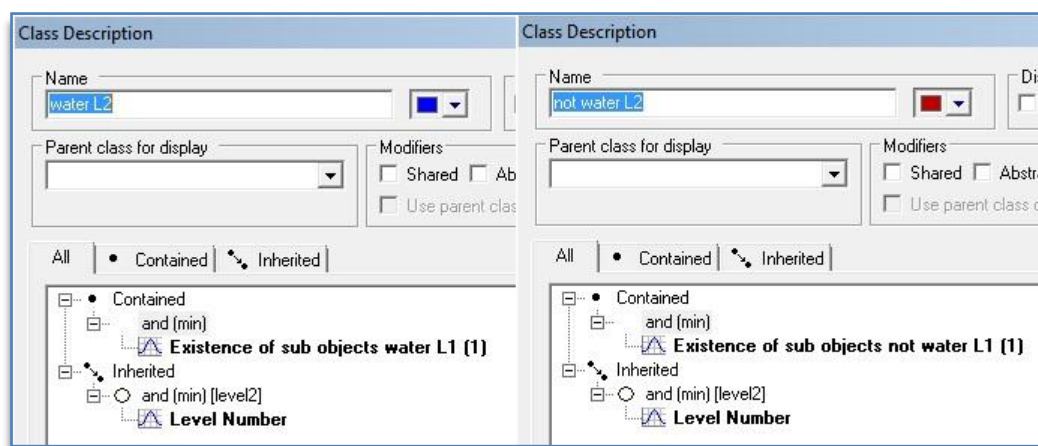 Class Description
Name
water L2
Parent class for display
Modifiers
Shared Ab
Use parent clas
All Contained Inherited
Contained
and (min)
Existence of sub objects water L1 (1)
Inherited
and (min) [level2]
Level Number
Class Description
Name
not water L2
Di
Parent class for display
Modifiers
Shared Abstr
Use parent class
All Contained Inherited
Contained
and (min)
Existence of sub objects not water L1 (1)
Inherited
and (min) [level2]
Level Number